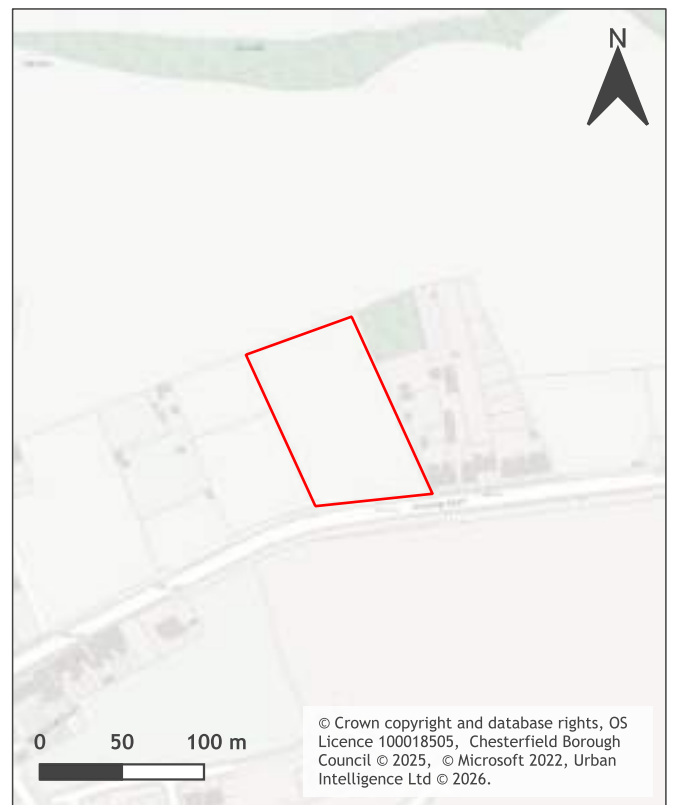 N
0 50 100 m
© Crown copyright and database rights, OS
Licence 100018505, Chesterfield Borough
Council © 2025, © Microsoft 2022, Urban
Intelligence Ltd © 2026.